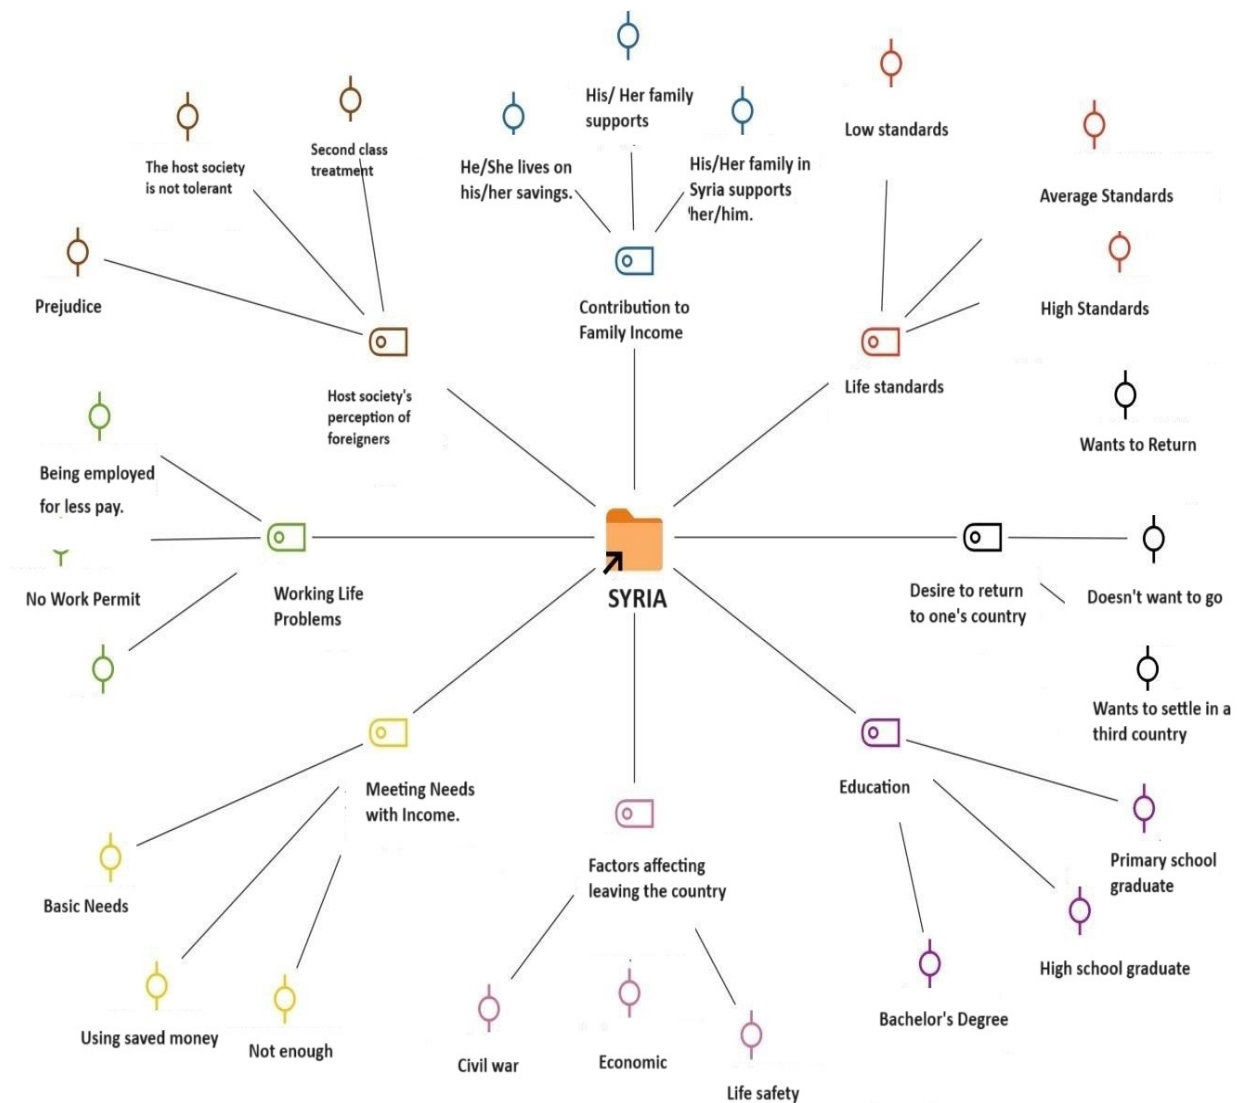 His/ Her family
supports
Low standards
Second class
treatment
The host society
is not tolerant
He/She lives on
his/her savings.
His/Her family in
Syria supports
her/him.
Average Standards
Prejudice
Contribution to
Family Income
High Standards
Life standards
Host society's
perception of
foreigners
Wants to Return
Being employed
for less pay.
No Work Permit
Working Life
Problems
SYRIA
Desire to return
to one's country
Doesn't want to go
Wants to settle in a
third country
Meeting Needs
with Income.
Education
Factors affecting
leaving the country
Primary school
graduate
Basic Needs
High school graduate
Using saved money
Not enough
Civil war
Economic
Bachelor's Degree
Life safety